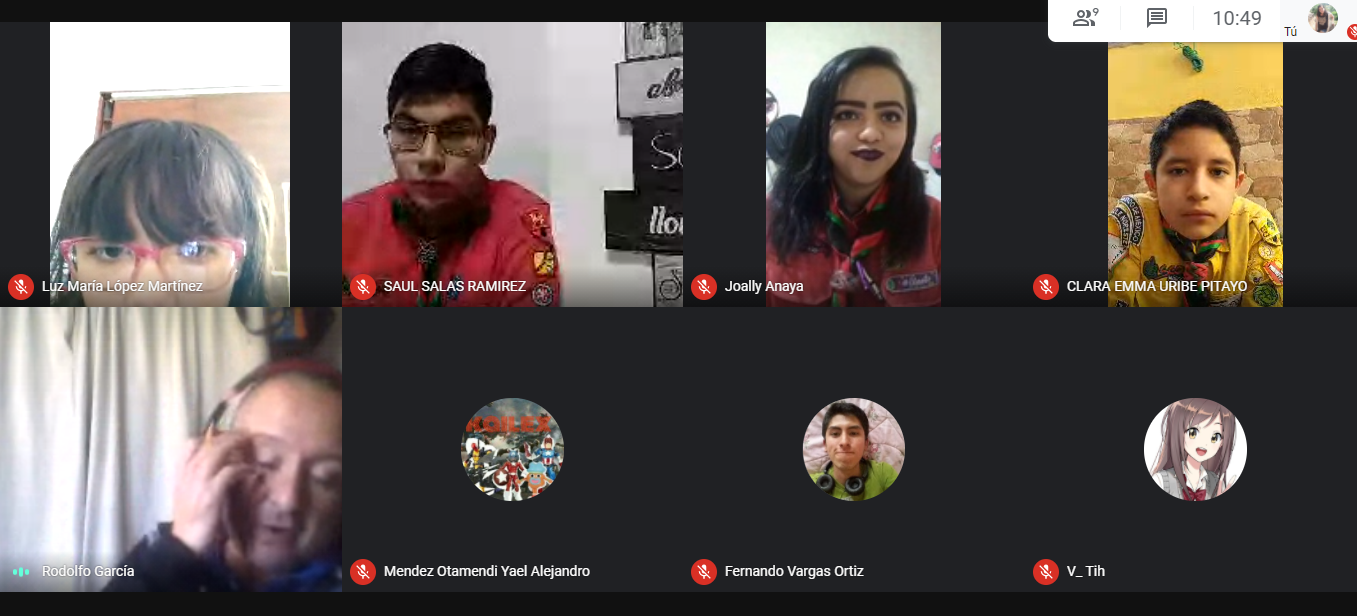 9
10:49
Tú
Luz María López Martínez
SAUL SALAS RAMIREZ
Joally Anaya
CLARA EMMA URIBE PITAYO
Rodolfo García
Mendez Otamendi Yael Alejandro
Fernando Vargas Ortiz
V_ Tih